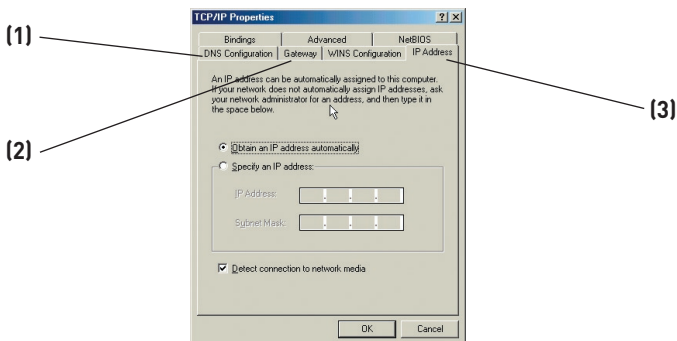 TCP/IP Properties
Bindings Advanced NetBIOS
DNS Configuration Gateway WINS Configuration IP Address
An IP address can be automatically assigned to this computer.
If your network does not automatically assign IP addresses, ask
your network administrator for an address, and then type it in
the space below.
Obtain an IP address automatically
Specify an IP address:
IP Address:
Subnet Mask:
Detect connection to network media
OK Cancel
(1)
(2)
(3)